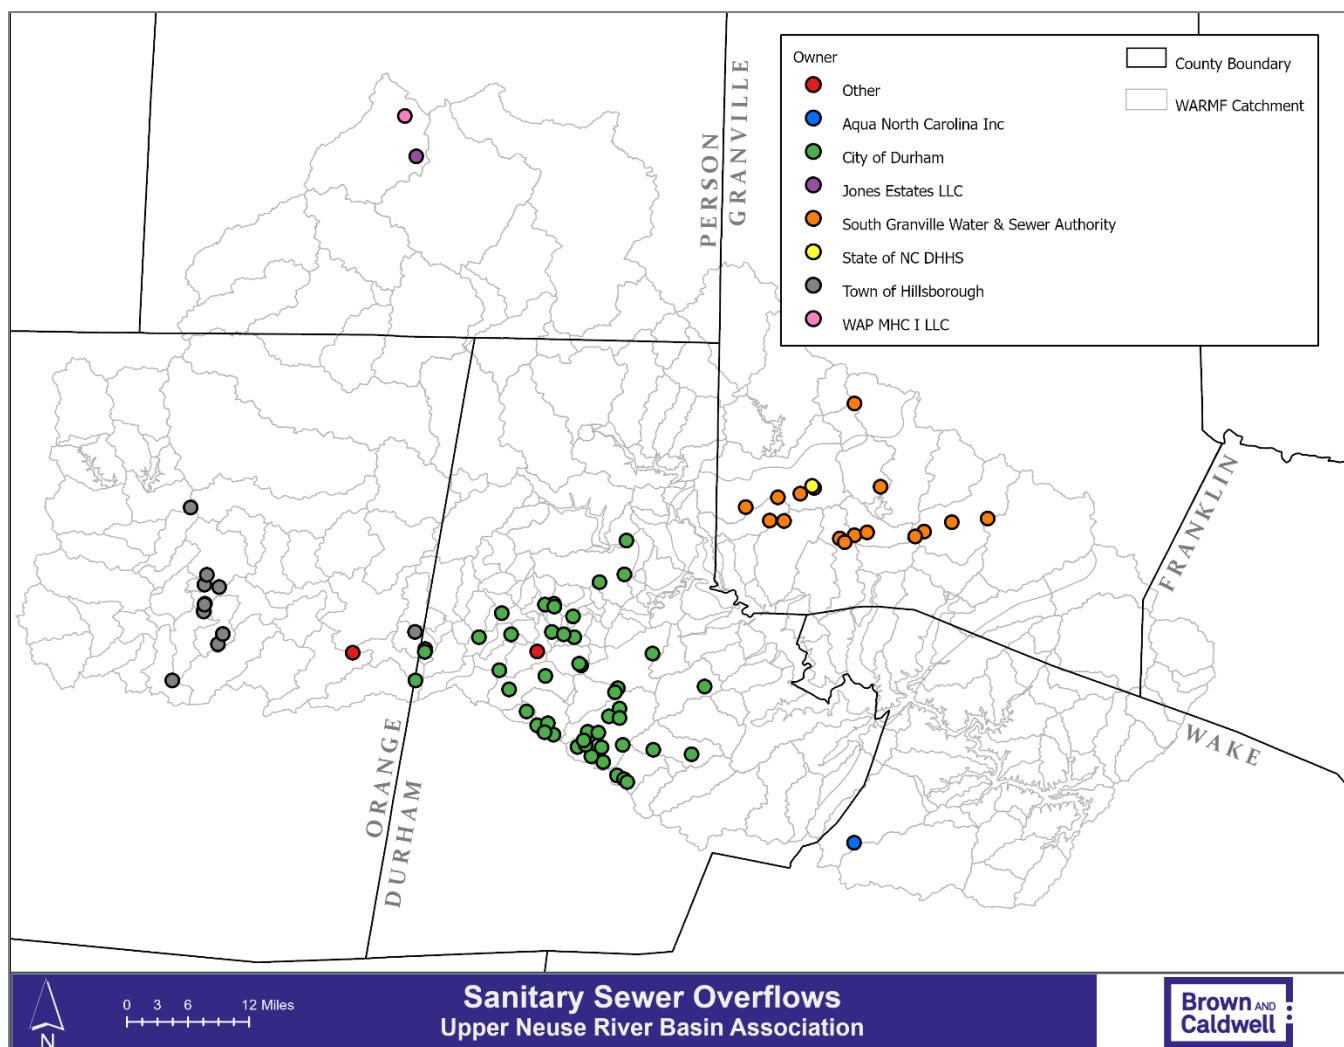 Owner
Other
Aqua North Carolina Inc
City of Durham
Jones Estates LLC
South Granville Water & Sewer Authority
State of NC DHHS
Town of Hillsborough
WAP MHC I LLC
County Boundary
WARMF Catchment
PERSON
GRANVILLE
FRANKLIN
WAKE
ORANGE
DURHAM
N
0 3 6 12 Miles
Sanitary Sewer Overflows
Upper Neuse River Basin Association
Brown AND
Caldwell